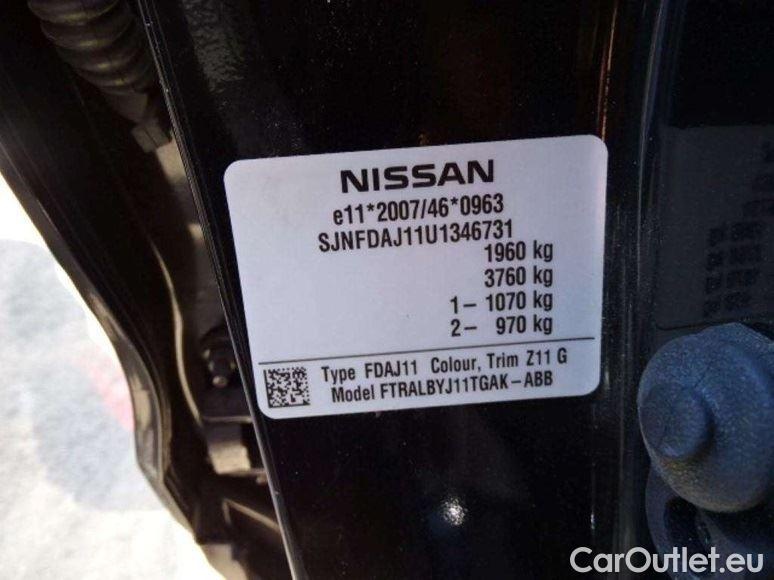 NISSAN
e11*2007/46*0963
SJNFDAJ11U1346731
1960 kg
3760 kg
1– 1070 kg
2– 970 kg
Type FDAJ11 Colour, Trim Z11 G
Model FTRALBYJ11TGAK–ABB
CarOutlet.eu